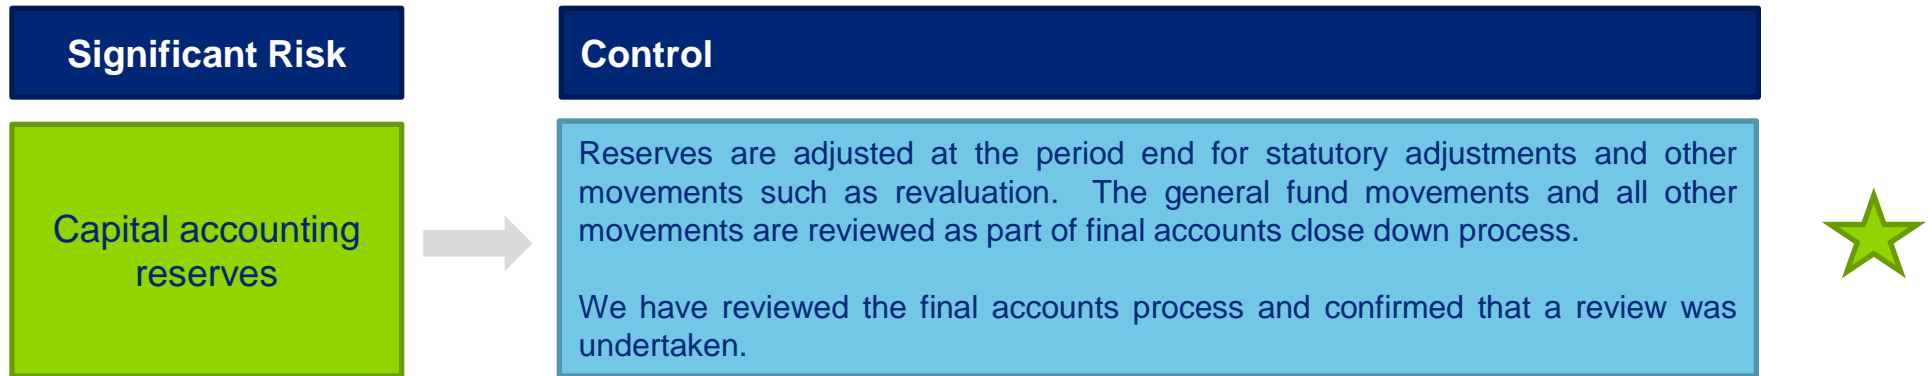 Significant Risk
Control
Capital accounting
reserves
Reserves are adjusted at the period end for statutory adjustments and other
movements such as revaluation. The general fund movements and all other
movements are reviewed as part of final accounts close down process.
We have reviewed the final accounts process and confirmed that a review was
undertaken.